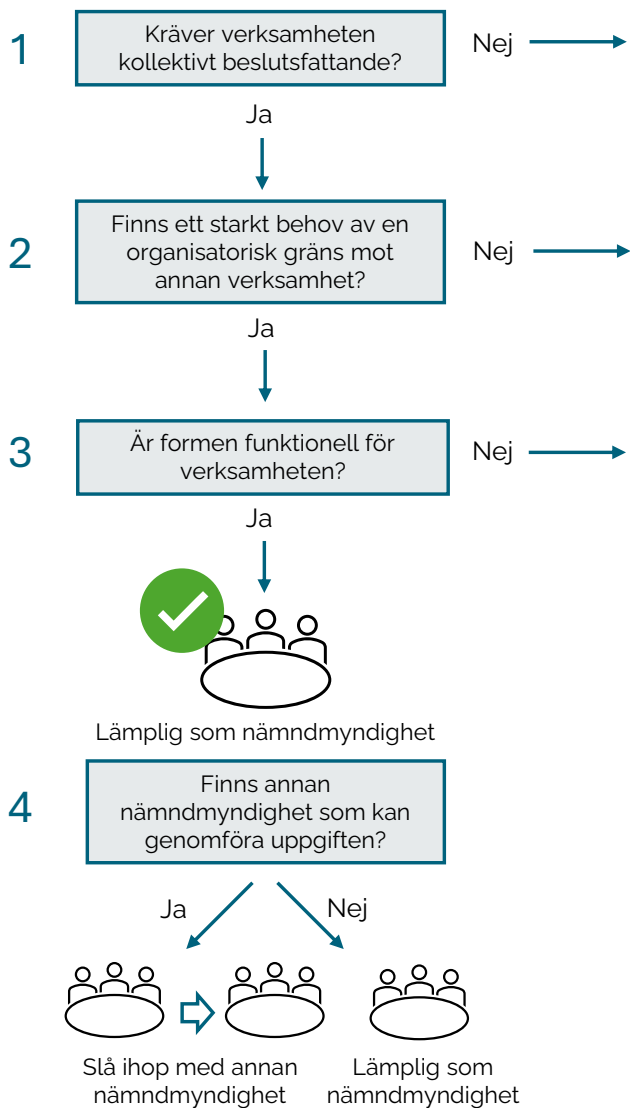 1
Kräver verksamheten
kollektivt beslutsfattande?
Nej
Ja
2
Finns ett starkt behov av en
organisatorisk gräns mot
annan verksamhet?
Nej
Ja
3
Är formen funktionell för
verksamheten?
Nej
Ja
Lämplig som nämndmyndighet
4
Finns annan
nämndmyndighet som kan
genomföra uppgiften?
Ja
Nej
Slå ihop med annan
nämndmyndighet
Lämplig som
nämndmyndighet